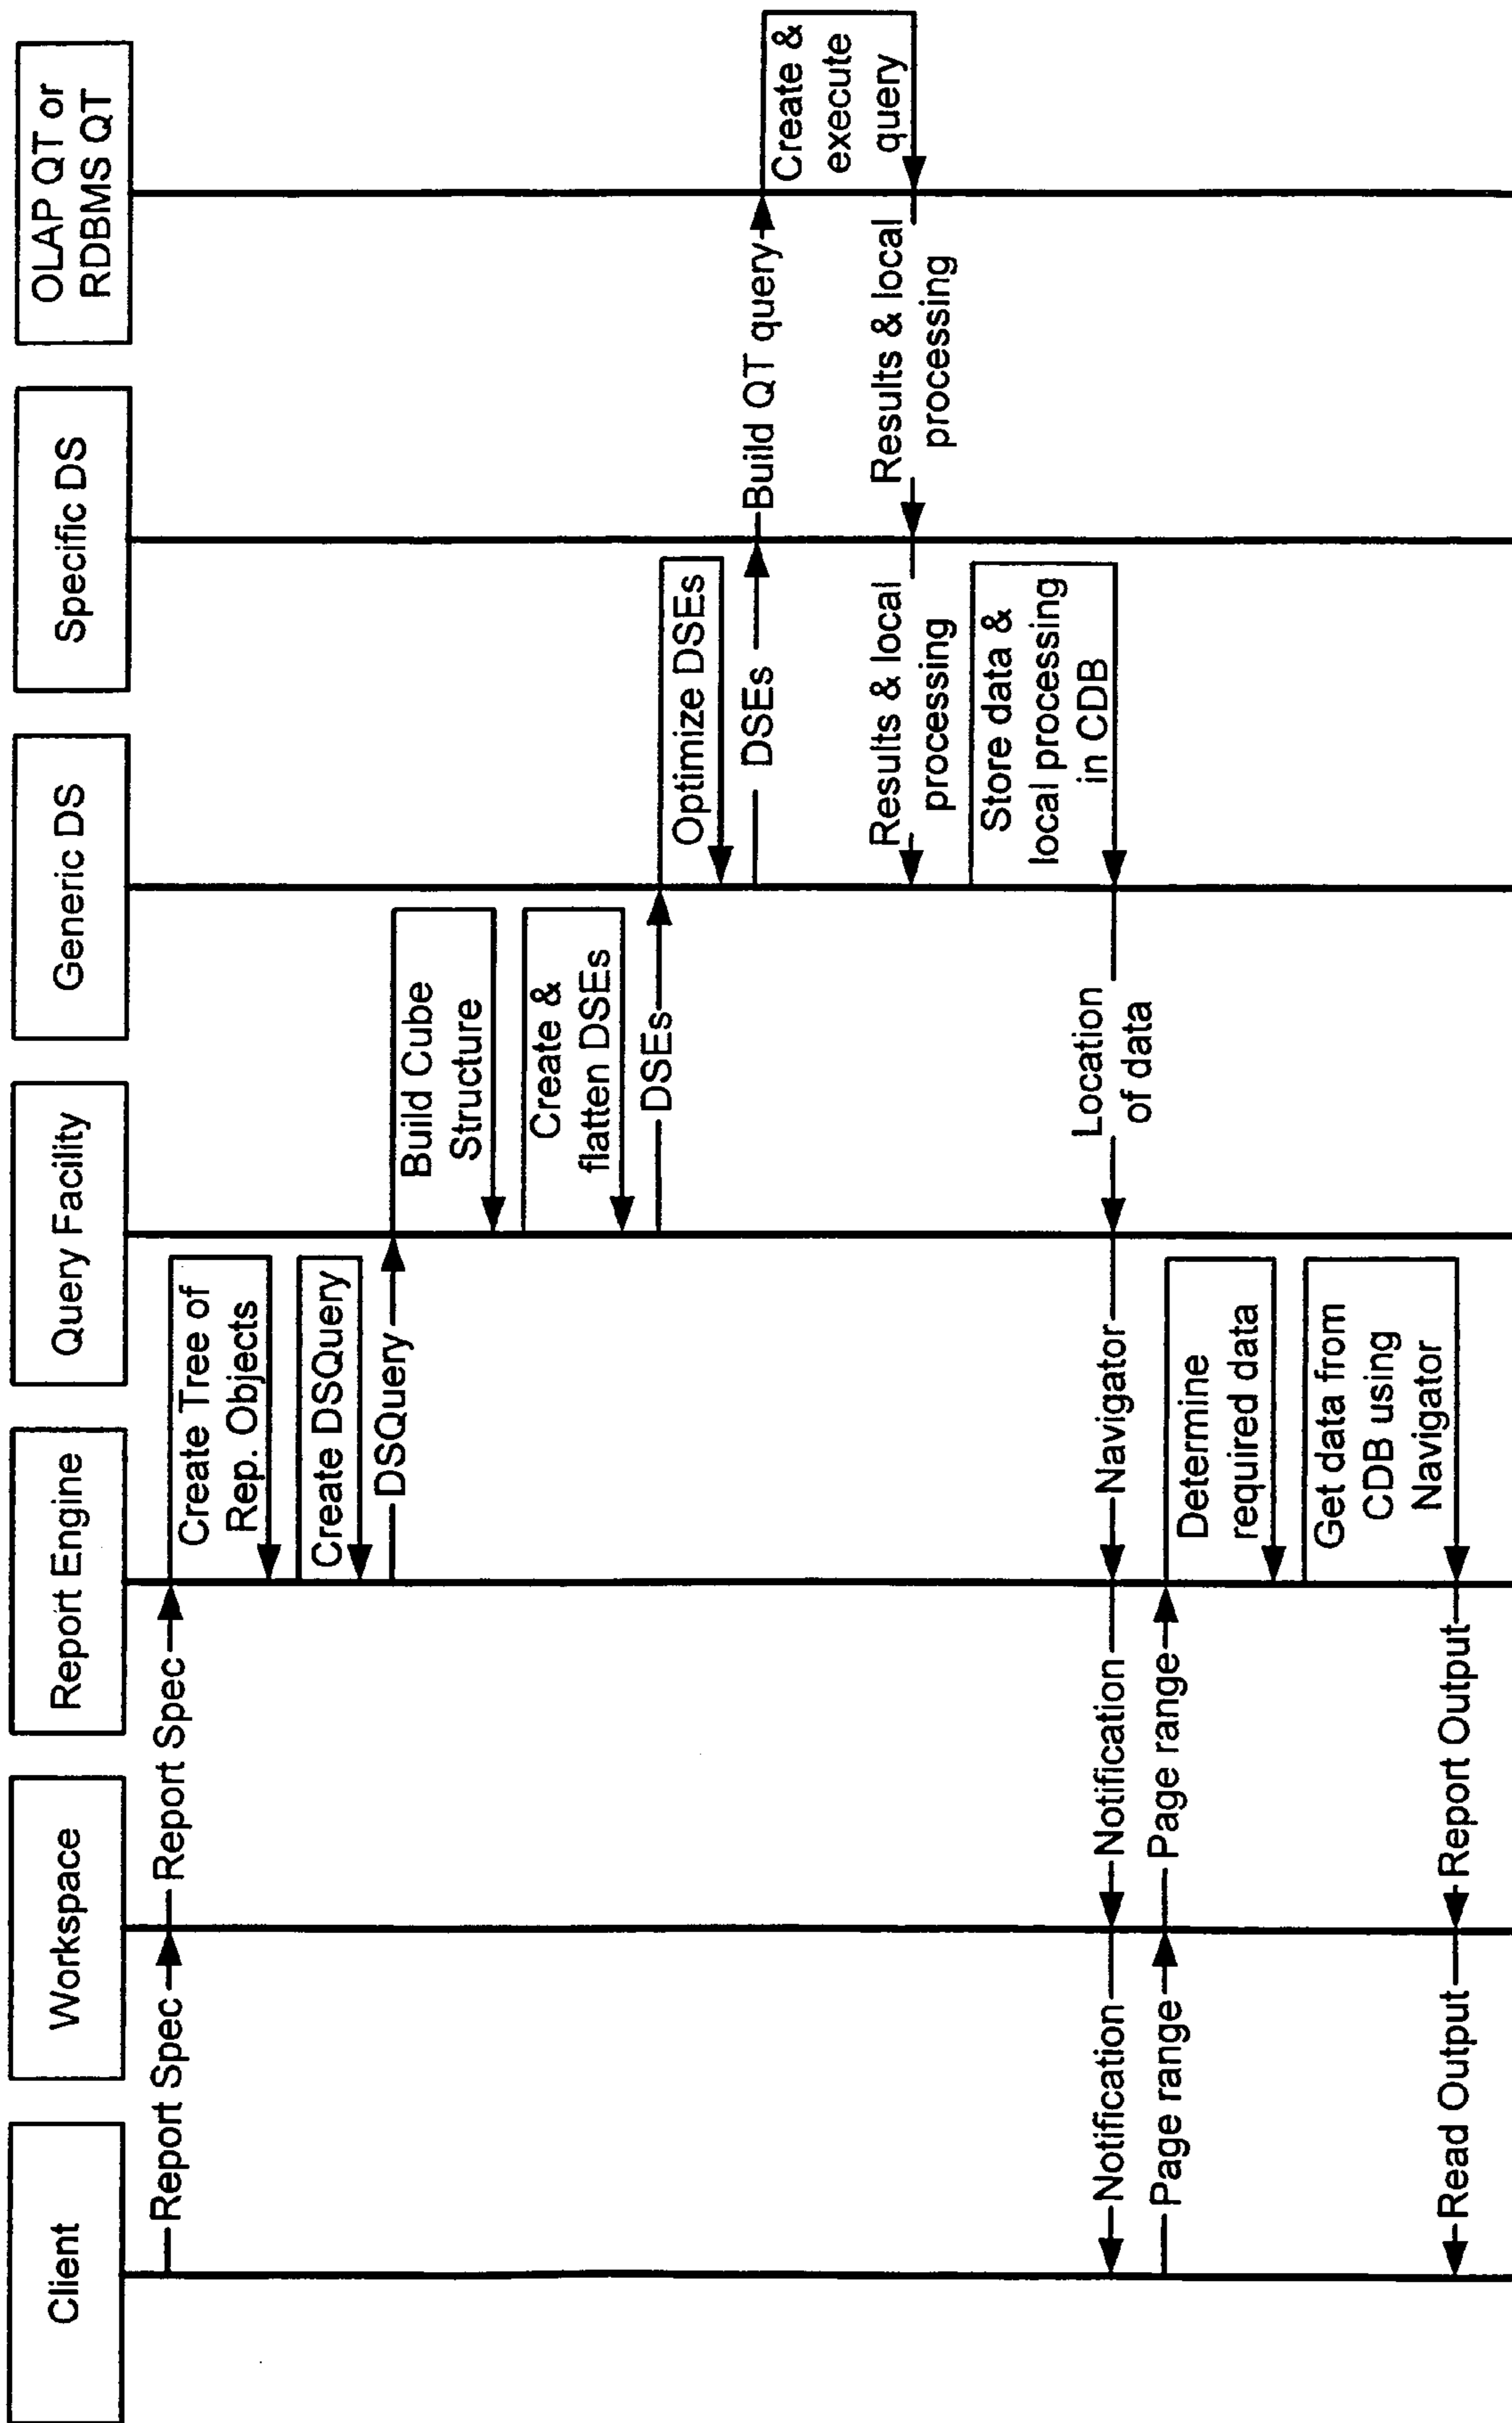 Client
Workspace
Report Engine
Query Facility
Generic DS
Specific DS
OLAP QT or
RDBMS QT
Report Spec
Report Spec
Create Tree of
Rep. Objects
Create DSQuery
DSQuery
Build Cube
Structure
Create &
flatten DSEs
DSEs
Optimize DSEs
DSEs
Build QT query
Create &
execute
query
Results & local
processing
Results & local
processing
Store data &
local processing
in CDB
Location
of data
Navigator
Notification
Notification
Page range
Page range
Determine
required data
Get data from
CDB using
Navigator
Report Output
Read Output